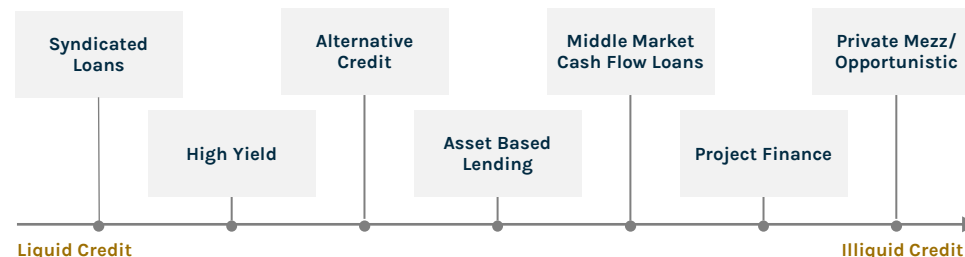 Syndicated
Loans
Alternative
Credit
Middle Market
Cash Flow Loans
Private Mezz/
Opportunistic
High Yield
Asset Based
Lending
Project Finance
Liquid Credit
Illiquid Credit